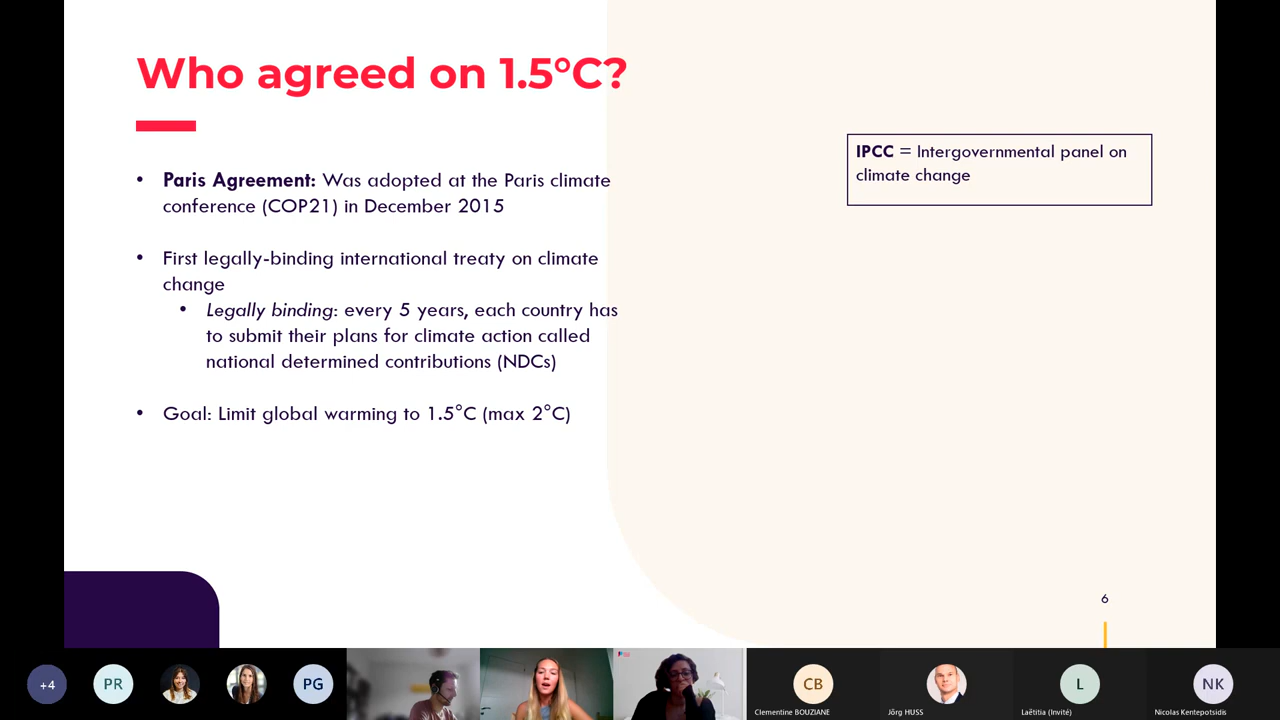 Who agreed on 1.5°C?
• Paris Agreement: Was adopted at the Paris climate
conference (COP21) in December 2015
• First legally-binding international treaty on climate
change
• Legally binding: every 5 years, each country has
to submit their plans for climate action called
national determined contributions (NDCs)
• Goal: Limit global warming to 1.5°C (max 2°C)
IPCC = Intergovernmental panel on
climate change
6
+4
PR
PG
CB
Clementine BOUZIANE
Jörg HUSS
L
Laëtitia (Invité)
NK
Nicolas Kentepotsidis